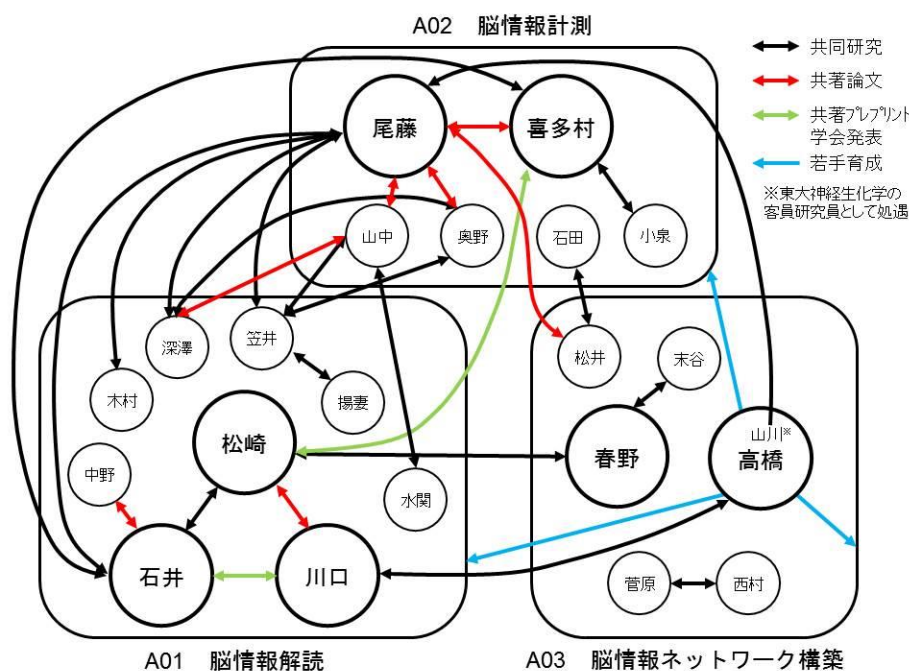 A02 脳情報計測
共同研究
共著論文
共著プレプリント
学会発表
若手育成
※東大神経生化学の
客員研究員として処遇
尾藤
喜多村
山中
奥野
石田
小泉
深澤
笠井
木村
揚妻
松崎
中野
水関
石井
川口
松井
末谷
春野
山川※
高橋
菅原
西村
A01 脳情報解読
A03 脳情報ネットワーク構築